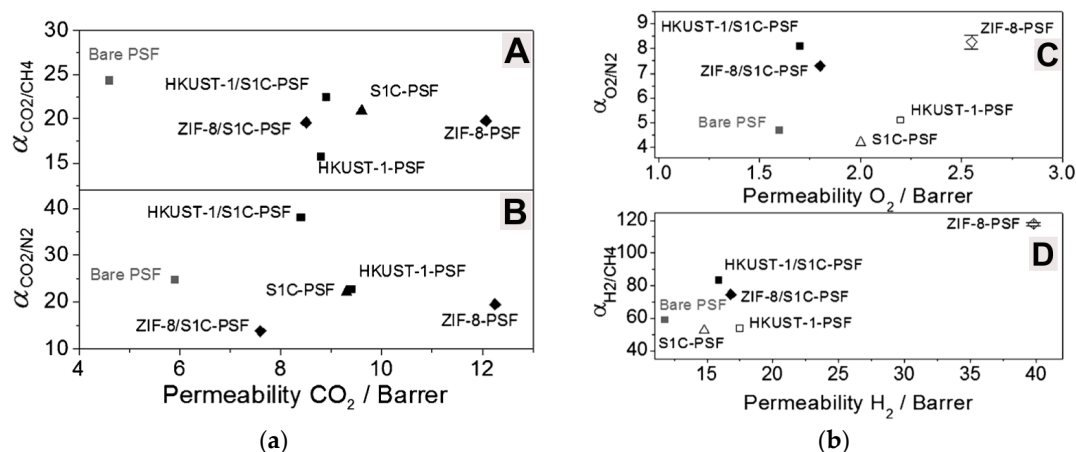 30
25
20
15
αCO2/CH4
A
Bare PSF
HKUST-1/S1C-PSF
S1C-PSF
ZIF-8/S1C-PSF
ZIF-8-PSF
HKUST-1-PSF
40
30
20
10
αCO2/N2
B
HKUST-1/S1C-PSF
Bare PSF
HKUST-1-PSF
S1C-PSF
ZIF-8-PSF
ZIF-8/S1C-PSF
4 6 8 10 12
Permeability CO2 / Barrer
(a)
9
8
7
6
5
4
αO2/N2
C
HKUST-1/S1C-PSF
ZIF-8-PSF
ZIF-8/S1C-PSF
HKUST-1-PSF
Bare PSF
S1C-PSF
1.0 1.5 2.0 2.5 3.0
Permeability O2 / Barrer
120
100
80
60
40
αH2/CH4
D
ZIF-8-PSF
HKUST-1/S1C-PSF
ZIF-8/S1C-PSF
Bare PSF
HKUST-1-PSF
S1C-PSF
15 20 25 30 35 40
Permeability H2 / Barrer
(b)